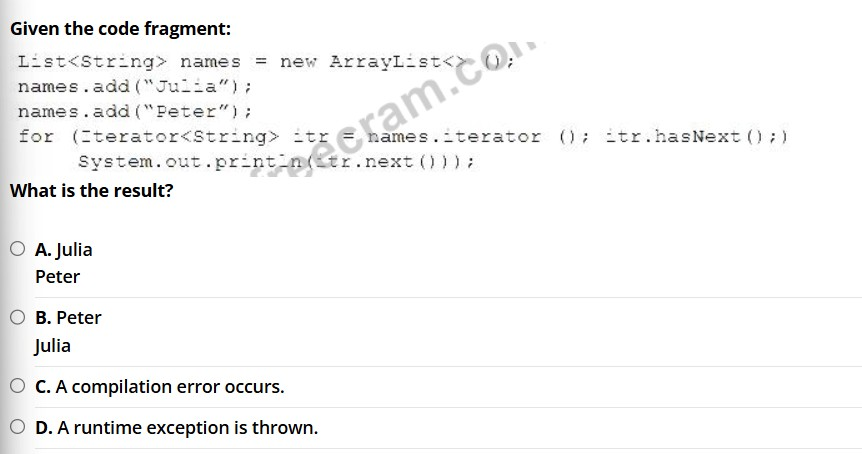 Given the code fragment:
List<String> names = new ArrayList<> ();
names.add(“Julia”);
names.add(“Peter”);
for (Iterator<String> itr = names.iterator (); itr.hasNext();)
System.out.println(itr.next()));
What is the result?
freecram.com
A. Julia
Peter
B. Peter
Julia
C. A compilation error occurs.
D. A runtime exception is thrown.